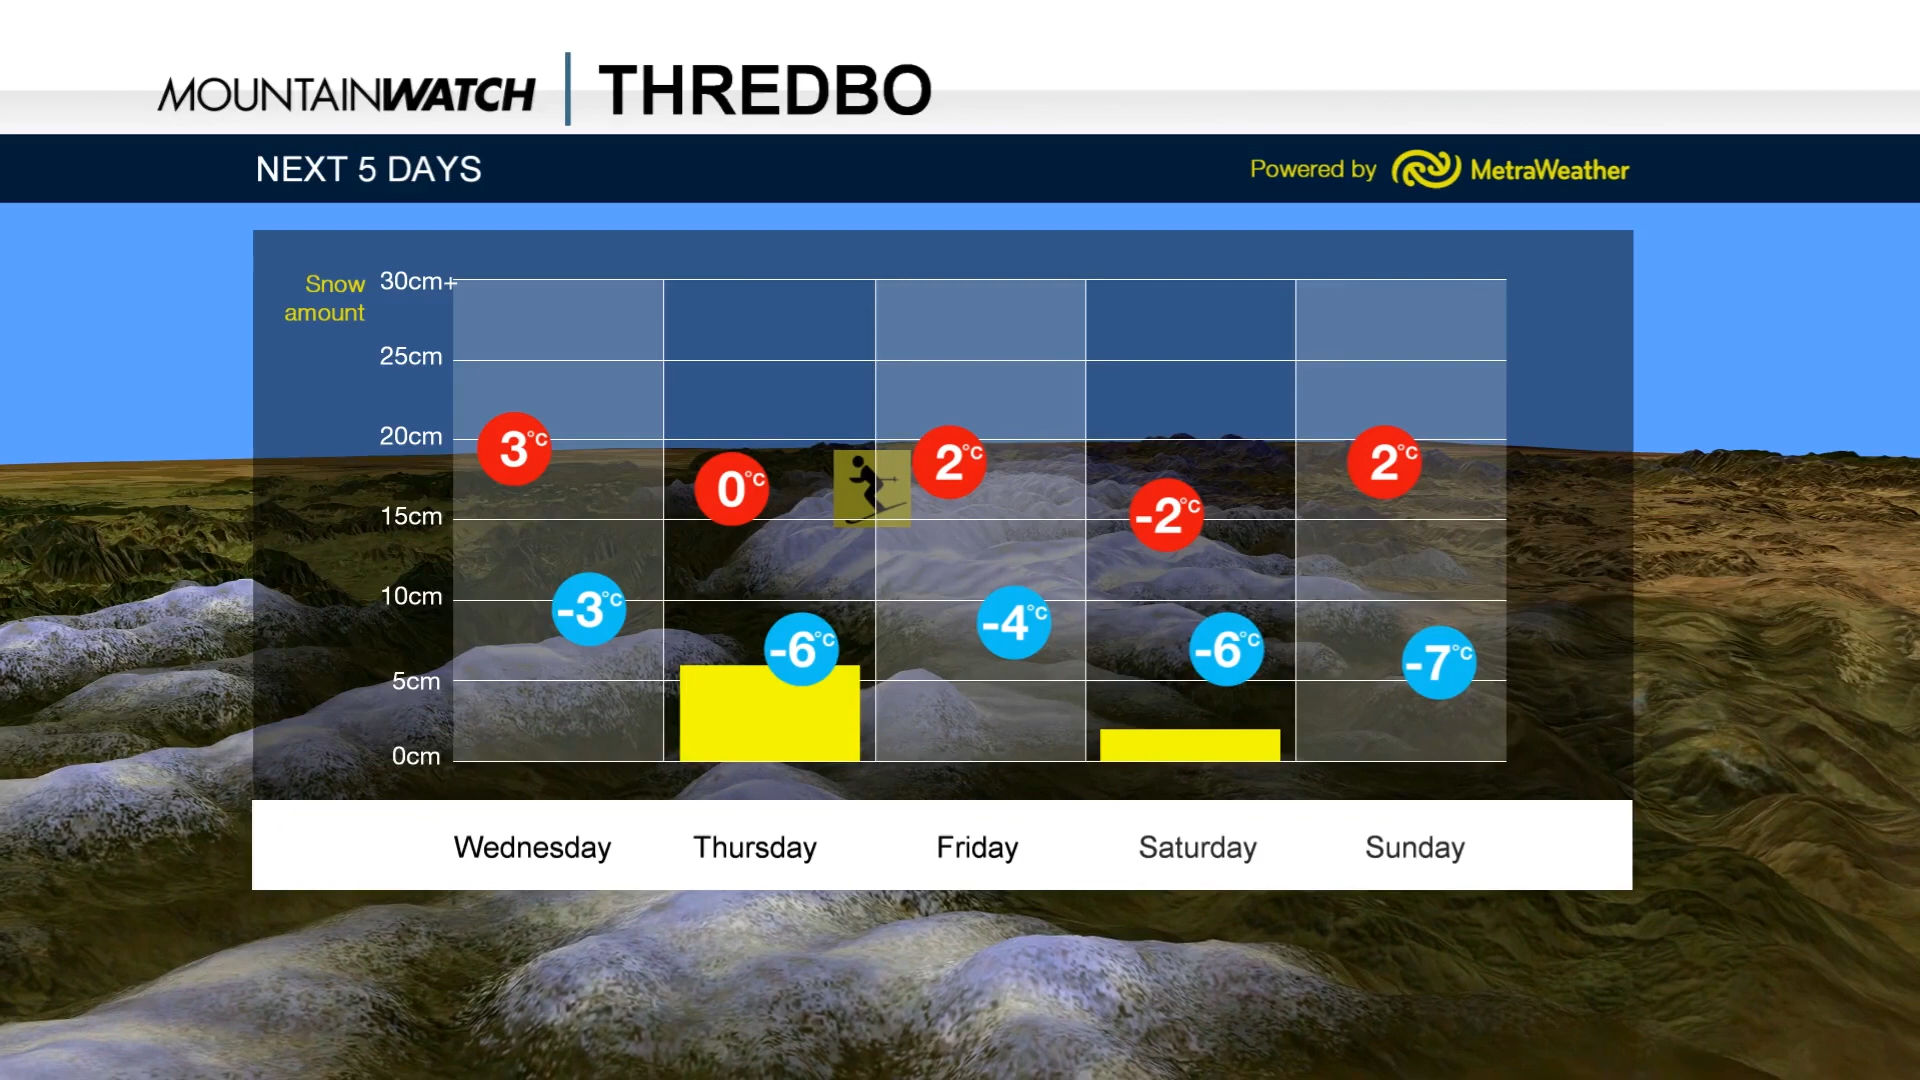 MOUNTAINWATCH THREDBO
NEXT 5 DAYS
Powered by MetraWeather
Snow amount
30cm+
25cm
20cm
15cm
10cm
5cm
0cm
3°C
0°C
2°C
-2°C
2°C
-3°C
-6°C
-4°C
-6°C
-7°C
Wednesday Thursday Friday Saturday Sunday